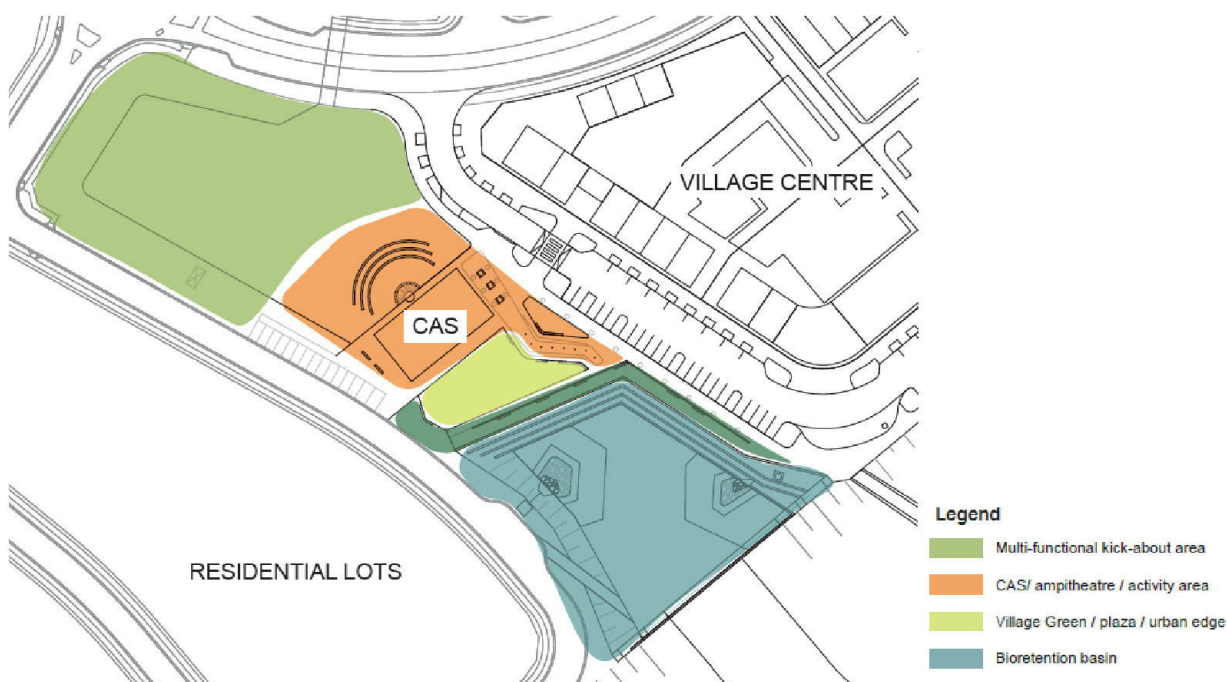 VILLAGE CENTRE
CAS
RESIDENTIAL LOTS
Legend
Multi-functional kick-about area
CAS/ ampitheatre / activity area
Village Green / plaza / urban edge
Bioretention basin